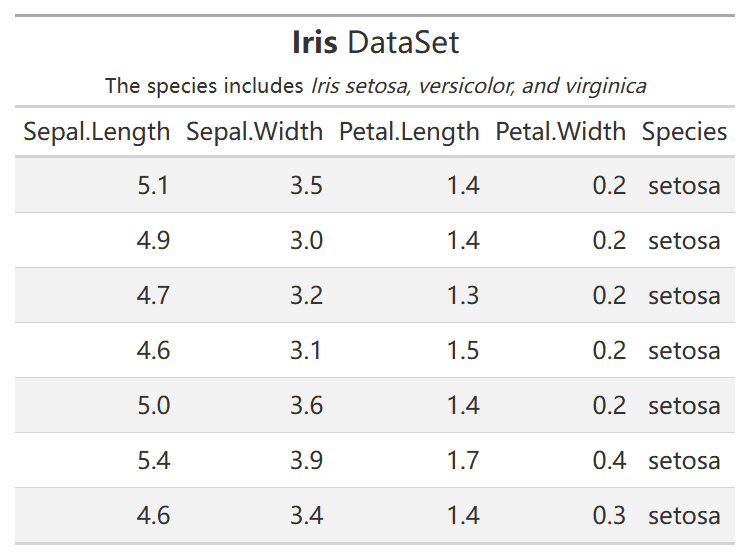 Iris DataSet
The species includes Iris setosa, versicolor, and virginica
Sepal.Length Sepal.Width Petal.Length Petal.Width Species
5.1 3.5 1.4 0.2 setosa
4.9 3.0 1.4 0.2 setosa
4.7 3.2 1.3 0.2 setosa
4.6 3.1 1.5 0.2 setosa
5.0 3.6 1.4 0.2 setosa
5.4 3.9 1.7 0.4 setosa
4.6 3.4 1.4 0.3 setosa